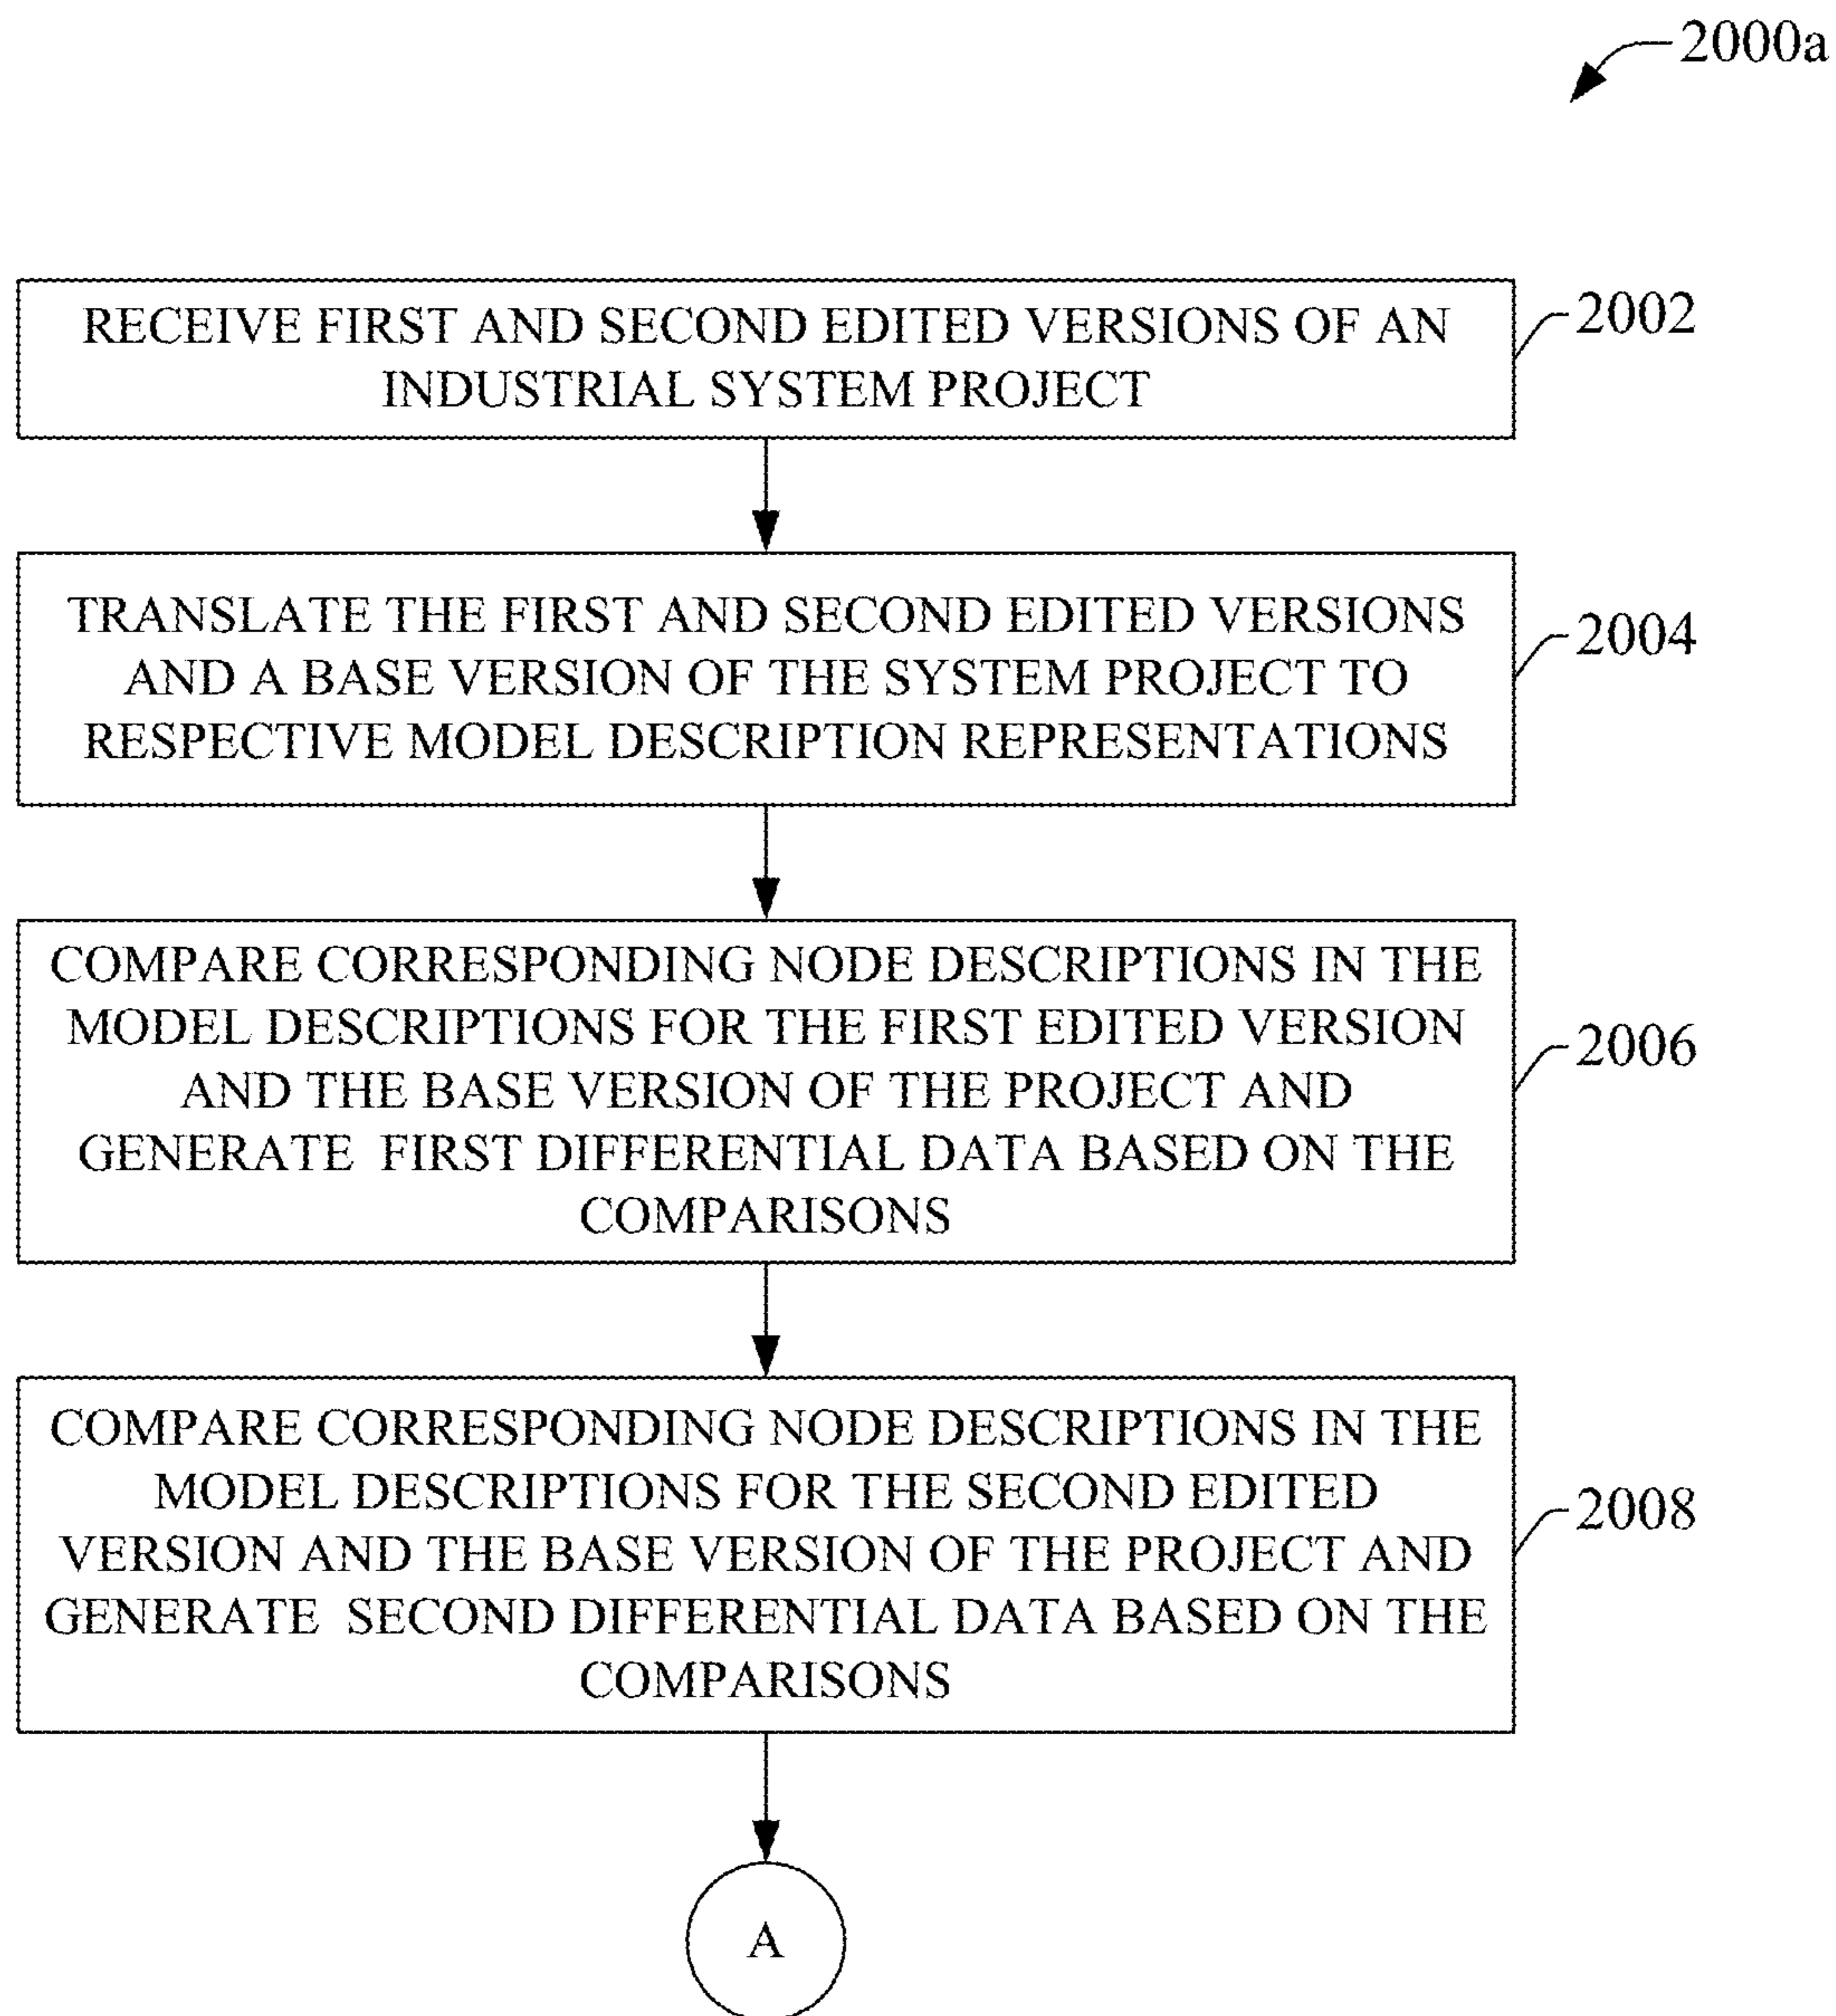 2000a
RECEIVE FIRST AND SECOND EDITED VERSIONS OF AN
INDUSTRIAL SYSTEM PROJECT
2002
TRANSLATE THE FIRST AND SECOND EDITED VERSIONS
AND A BASE VERSION OF THE SYSTEM PROJECT TO
RESPECTIVE MODEL DESCRIPTION REPRESENTATIONS
2004
COMPARE CORRESPONDING NODE DESCRIPTIONS IN THE
MODEL DESCRIPTIONS FOR THE FIRST EDITED VERSION
AND THE BASE VERSION OF THE PROJECT AND
GENERATE FIRST DIFFERENTIAL DATA BASED ON THE
COMPARISONS
2006
COMPARE CORRESPONDING NODE DESCRIPTIONS IN THE
MODEL DESCRIPTIONS FOR THE SECOND EDITED
VERSION AND THE BASE VERSION OF THE PROJECT AND
GENERATE SECOND DIFFERENTIAL DATA BASED ON THE
COMPARISONS
2008
A